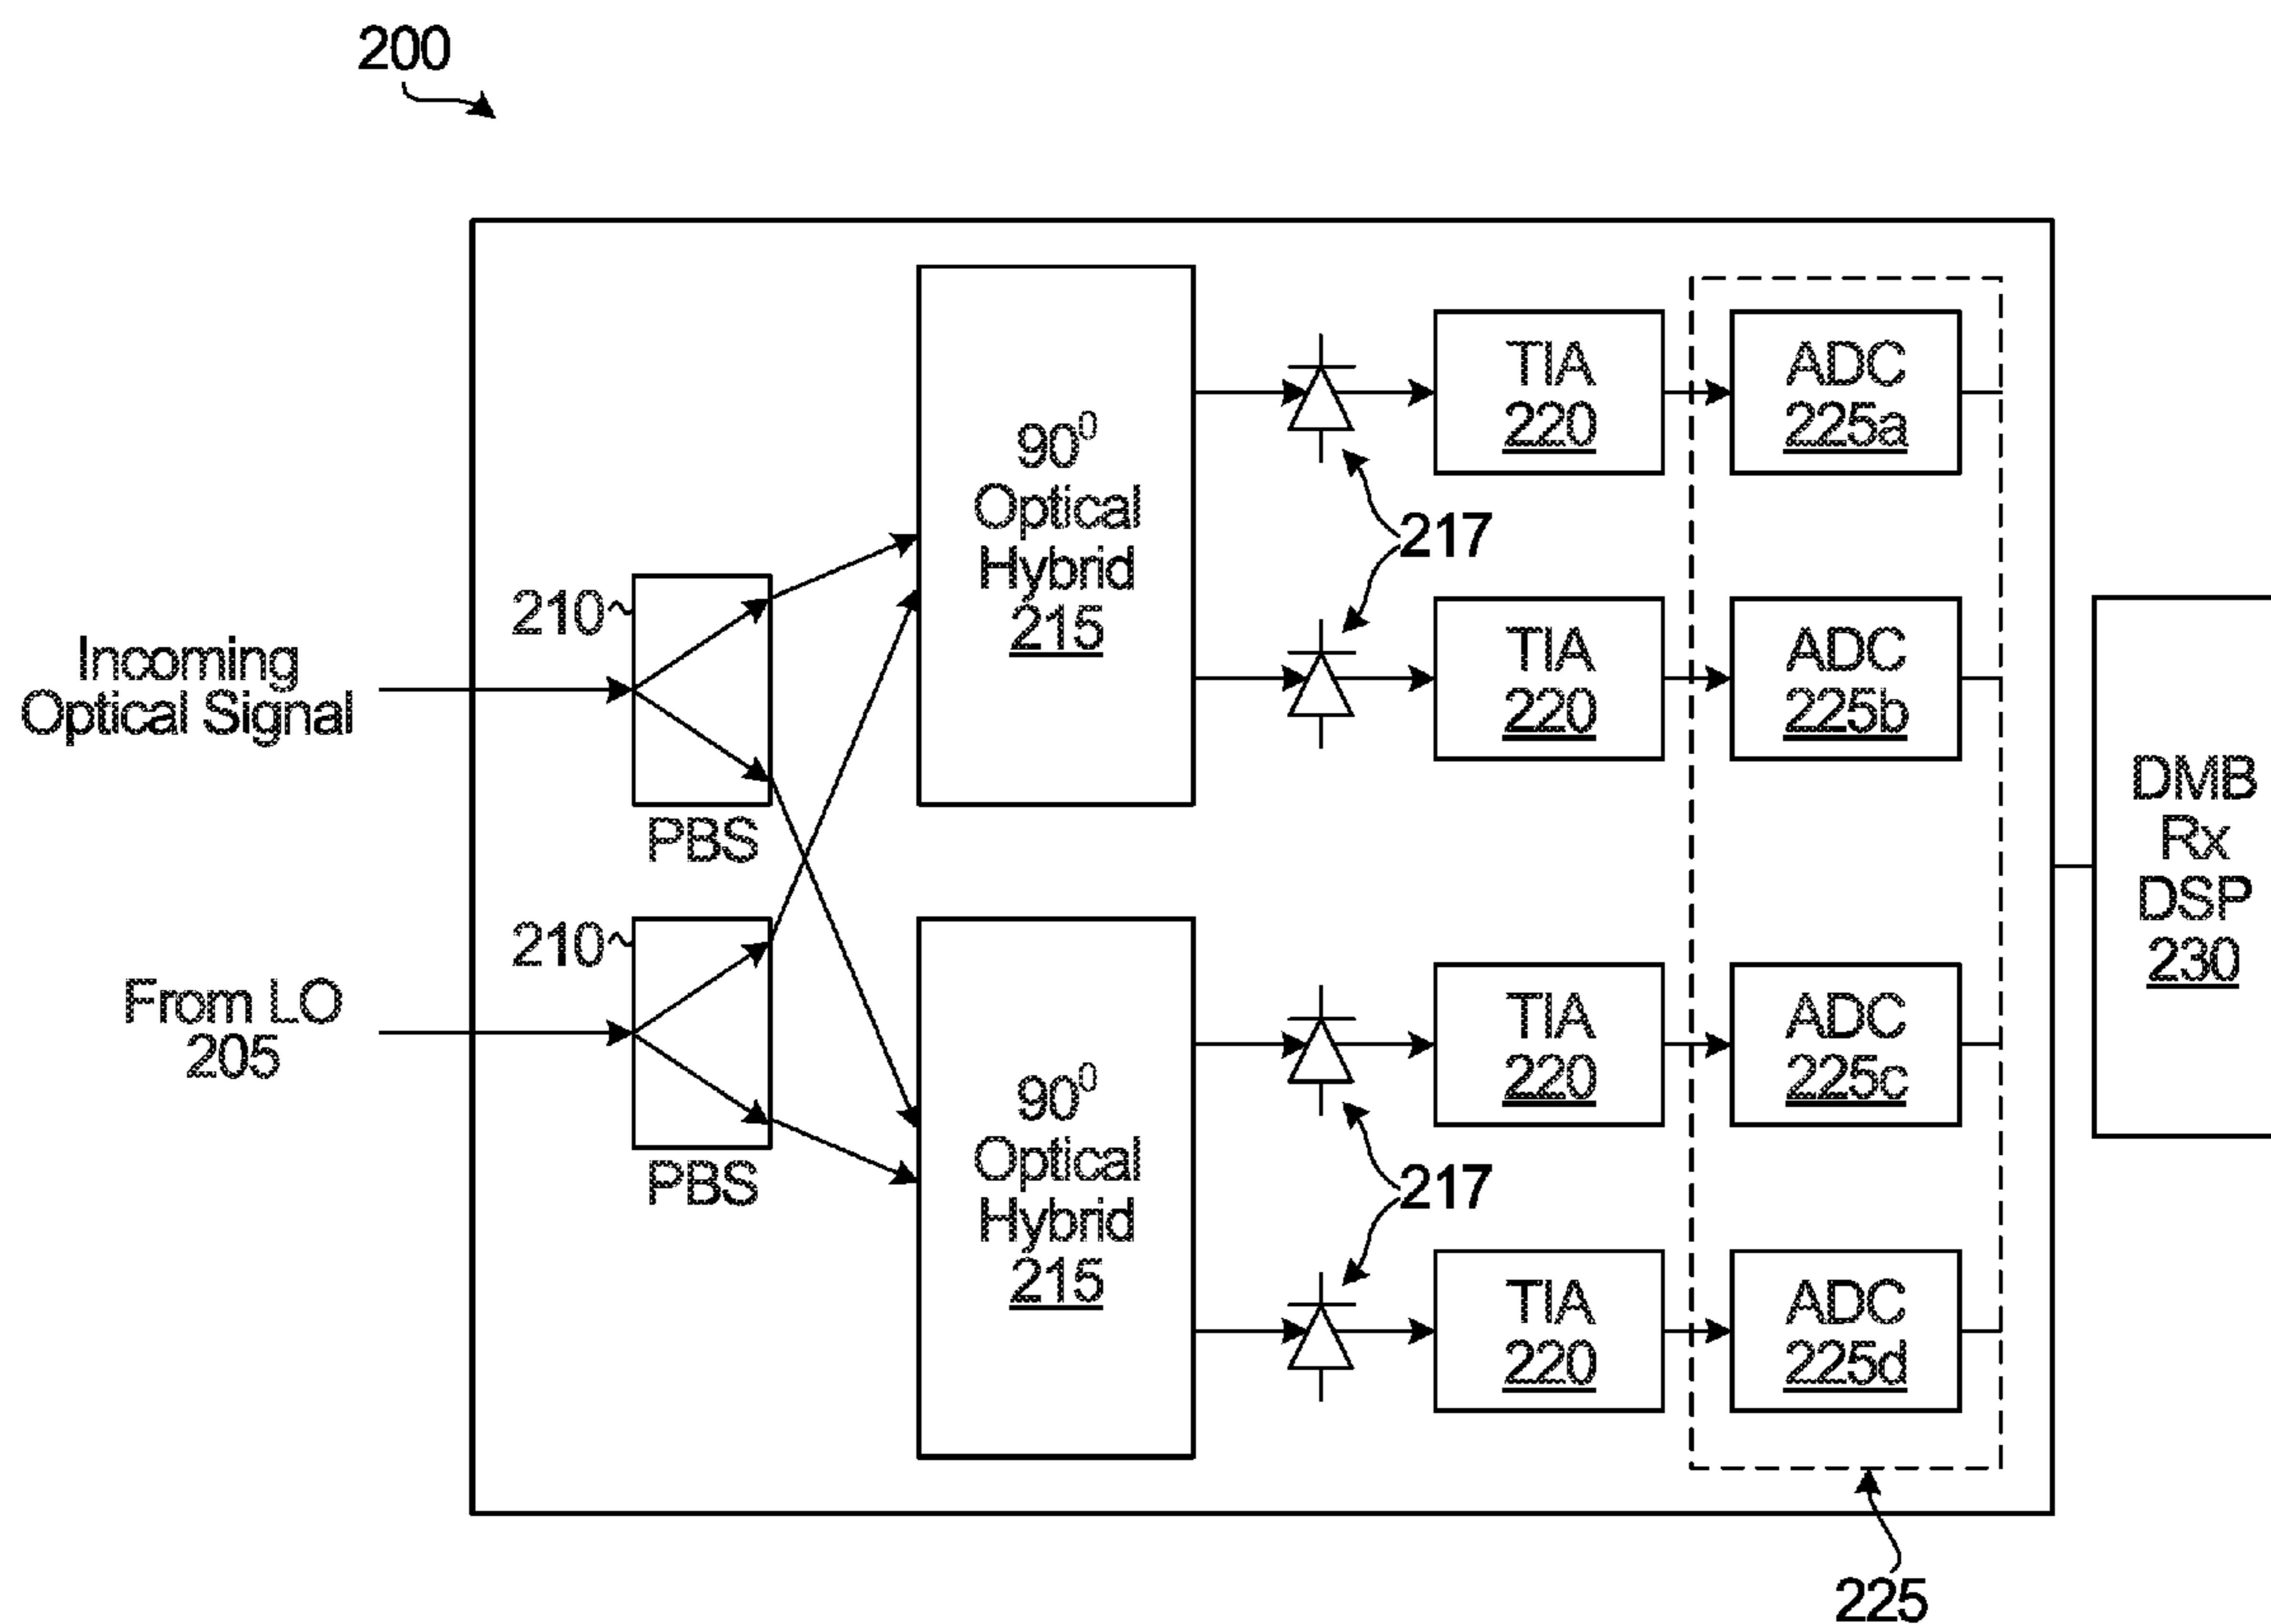 200
90⁰
Optical
Hybrid
215
TIA
220
ADC
225a
217
210
PBS
Incoming
Optical Signal
TIA
220
ADC
225b
DMB
Rx
DSP
230
210
PBS
From LO
205
90⁰
Optical
Hybrid
215
TIA
220
ADC
225c
217
TIA
220
ADC
225d
225